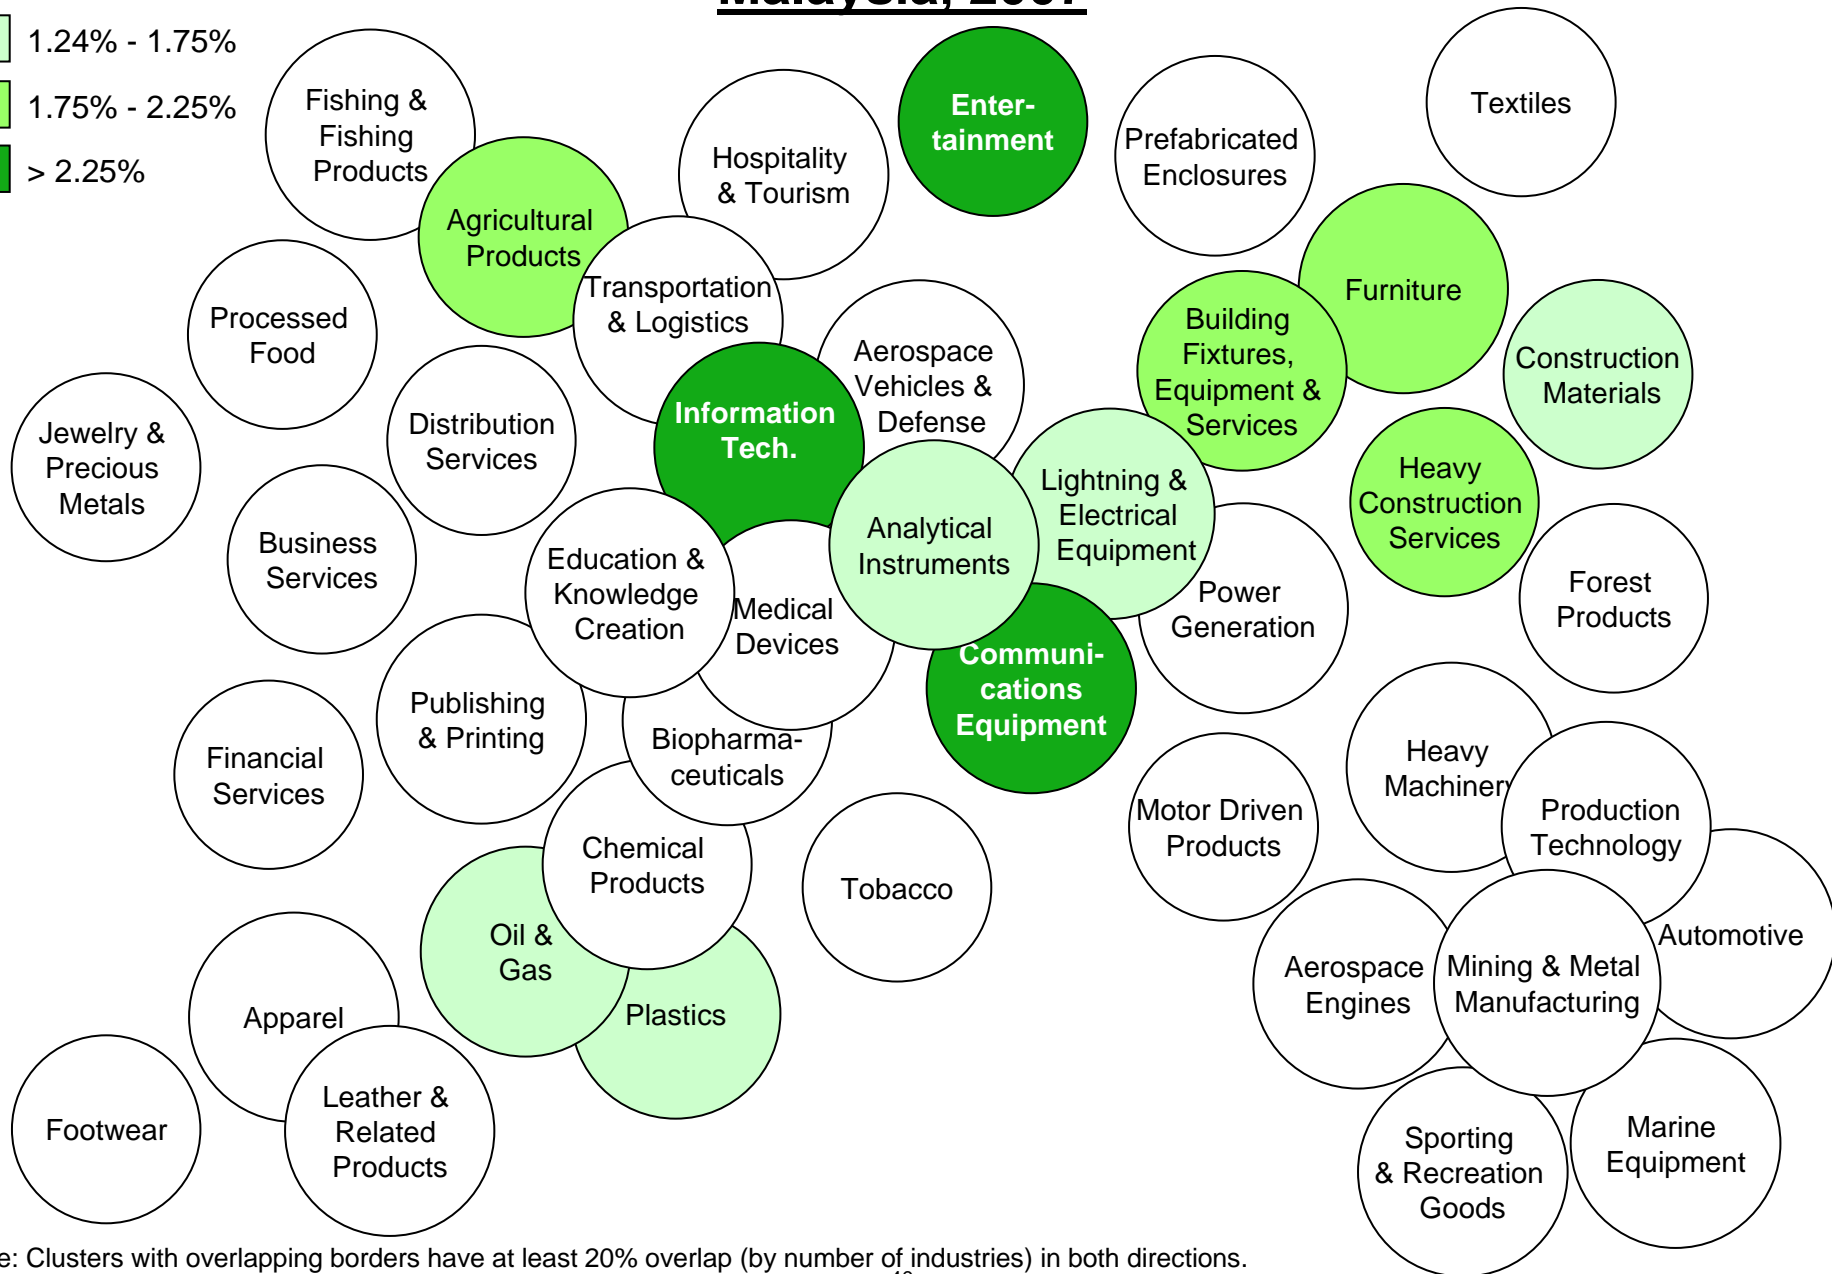 Malaysia, 2007
1.24% - 1.75%
1.75% - 2.25%
> 2.25%
Fishing &
Fishing
Products
Hospitality
& Tourism
Enter-
tainment
Prefabricated
Enclosures
Textiles
Agricultural
Products
Transportation
& Logistics
Processed
Food
Aerospace
Vehicles &
Defense
Building
Fixtures,
Equipment &
Services
Furniture
Construction
Materials
Jewelry &
Precious
Metals
Distribution
Services
Information
Tech.
Heavy
Construction
Services
Business
Services
Education &
Knowledge
Creation
Medical
Devices
Analytical
Instruments
Lightning &
Electrical
Equipment
Power
Generation
Forest
Products
Communi-
cations
Equipment
Publishing
& Printing
Biopharma-
ceuticals
Financial
Services
Chemical
Products
Tobacco
Motor Driven
Products
Heavy
Machinery
Production
Technology
Oil &
Gas
Plastics
Aerospace
Engines
Mining & Metal
Manufacturing
Automotive
Apparel
Footwear
Leather &
Related
Products
Sporting
& Recreation
Goods
Marine
Equipment
e: Clusters with overlapping borders have at least 20% overlap (by number of industries) in both directions.